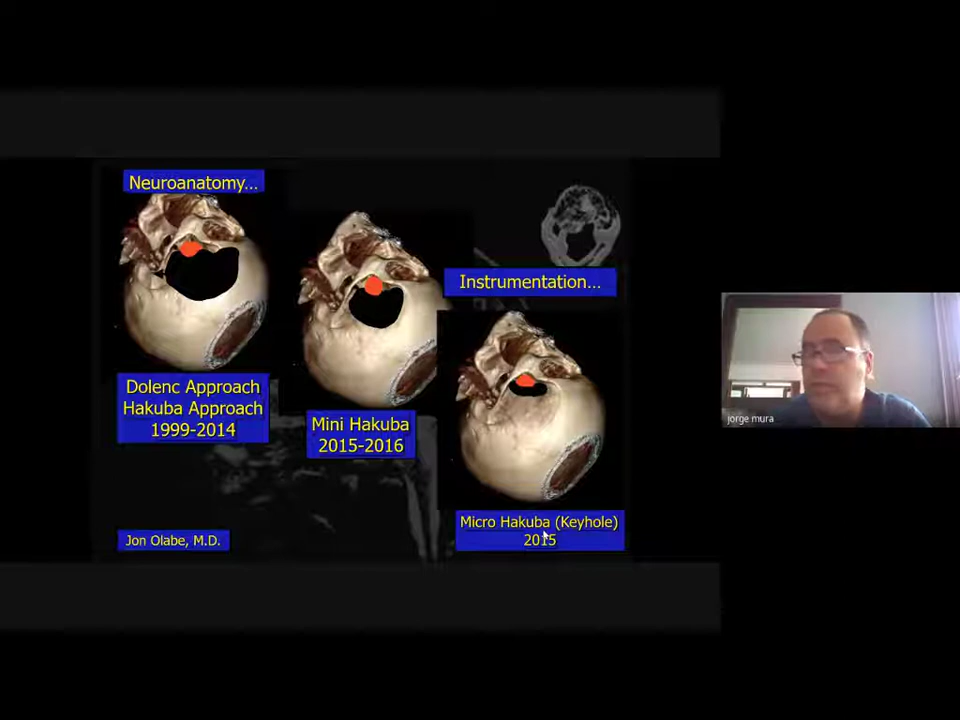 Neuroanatomy...
Instrumentation...
Dolenc Approach
Hakuba Approach
1999-2014
Mini Hakuba
2015-2016
Micro Hakuba (Keyhole)
2015
Jon Olabe, M.D.
jorge mura